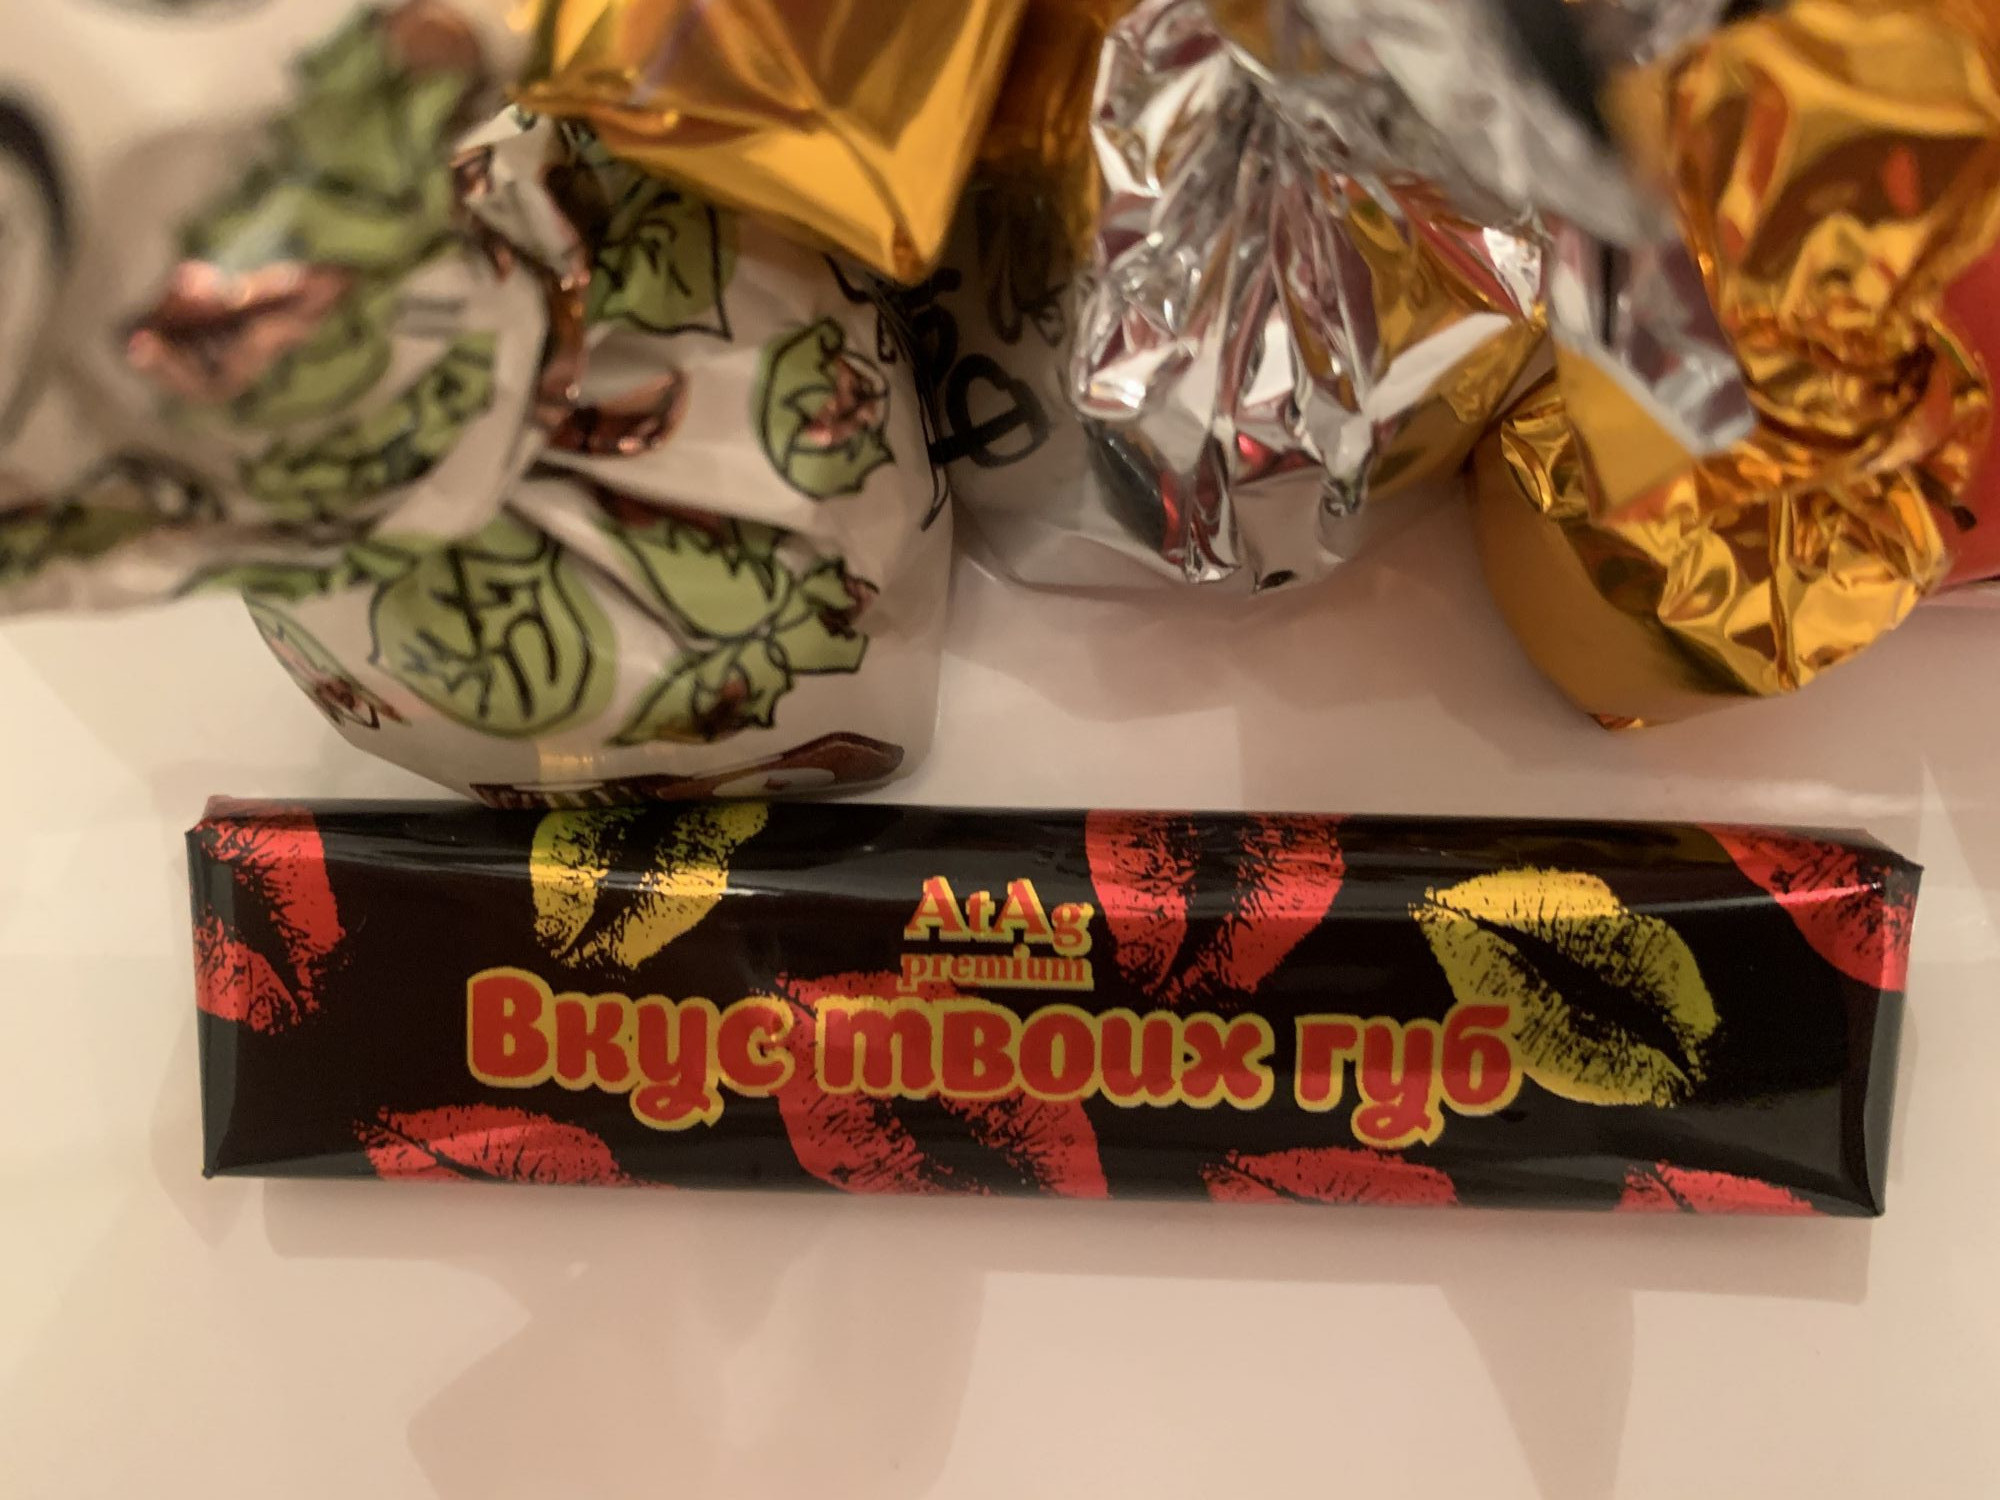 AtAg
premium
Вкус твоих губ